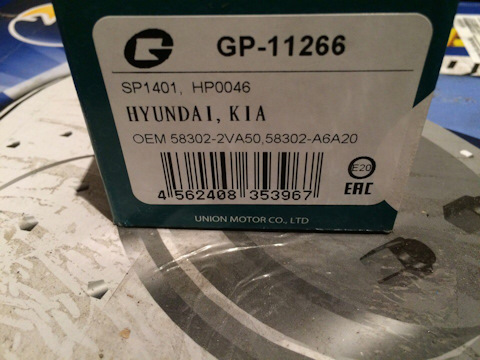 G GP-11266
SP1401, HP0046
HYUNDAI, KIA
OEM 58302-2VA50,58302-A6A20
E20
4 562408 353967
EAC
UNION MOTOR CO., LTD